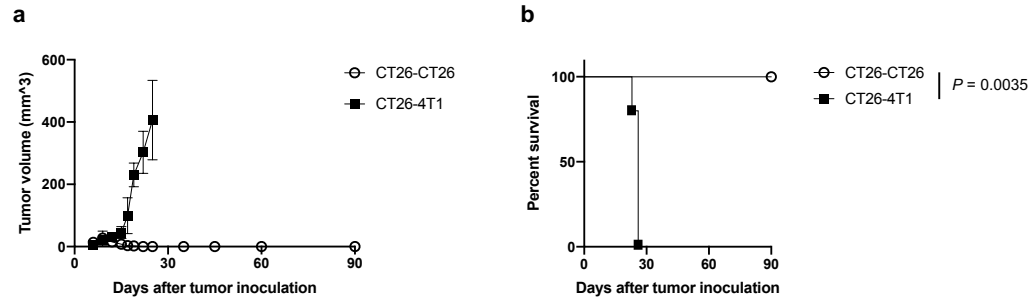 a
600
400
200
0
0
30
60
90
Tumor volume (mm^3)
Days after tumor inoculation
CT26-CT26
CT26-4T1
b
100
50
0
0
30
60
90
Percent survival
Days after tumor inoculation
CT26-CT26
CT26-4T1
P = 0.0035